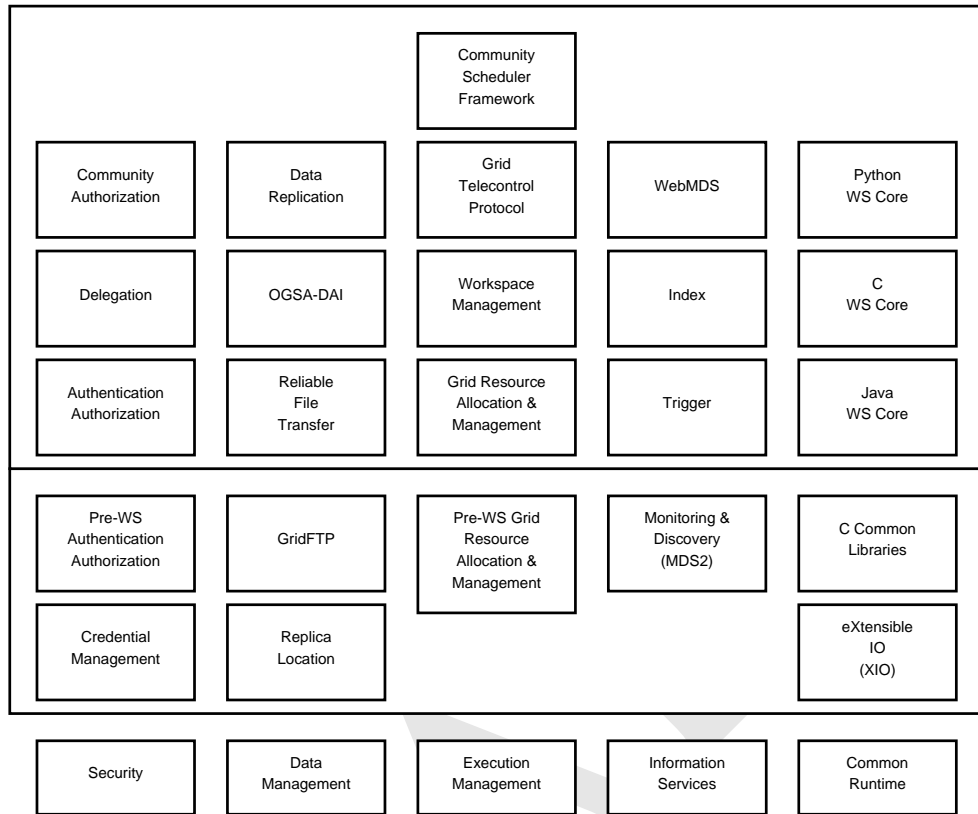 Community
Scheduler
Framework
Community
Authorization
Data
Replication
Grid
Telecontrol
Protocol
WebMDS
Python
WS Core
Delegation
OGSA-DAI
Workspace
Management
Index
C
WS Core
Authentication
Authorization
Reliable
File
Transfer
Grid Resource
Allocation &
Management
Trigger
Java
WS Core
Pre-WS
Authentication
Authorization
GridFTP
Pre-WS Grid
Resource
Allocation &
Management
Monitoring &
Discovery
(MDS2)
C Common
Libraries
Credential
Management
Replica
Location
eXtensible
IO
(XIO)
Security
Data
Management
Execution
Management
Information
Services
Common
Runtime